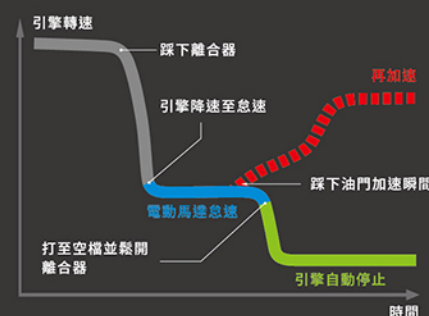 引擎轉速
踩下離合器
再加速
引擎降速至怠速
踩下油門加速瞬間
電動馬達怠速
打至空檔並鬆開
離合器
引擎自動停止
時間